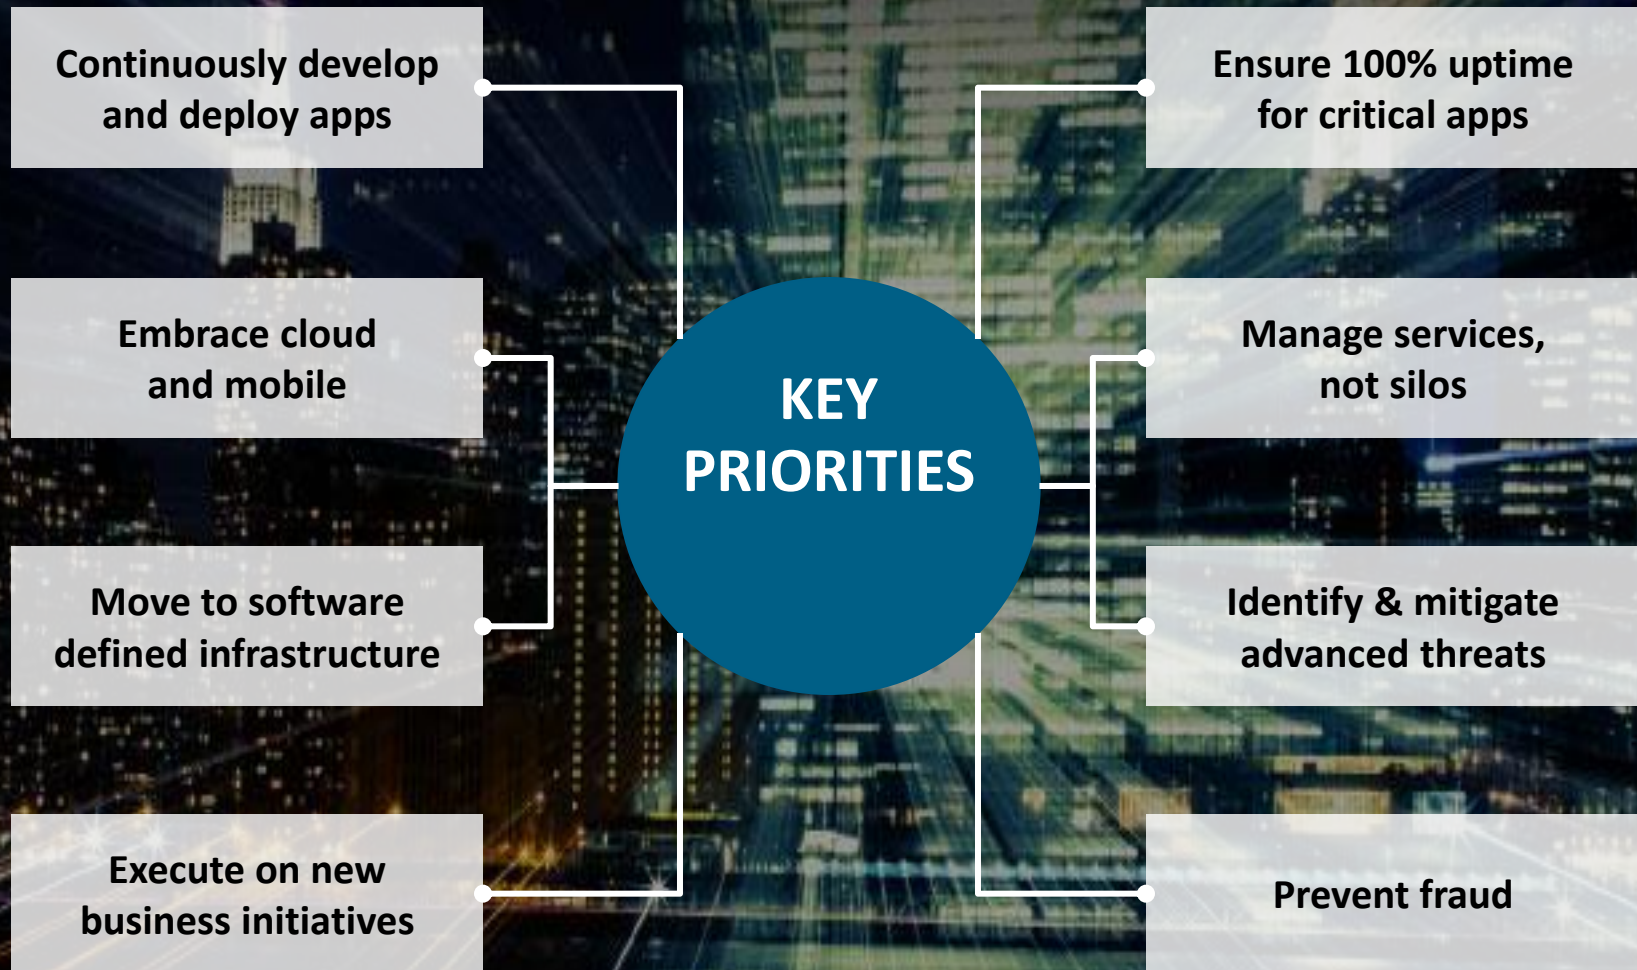 Continuously develop
and deploy apps
Embrace cloud
and mobile
Move to software
defined infrastructure
Execute on new
business initiatives
KEY
PRIORITIES
Ensure 100% uptime
for critical apps
Manage services,
not silos
Identify & mitigate
advanced threats
Prevent fraud